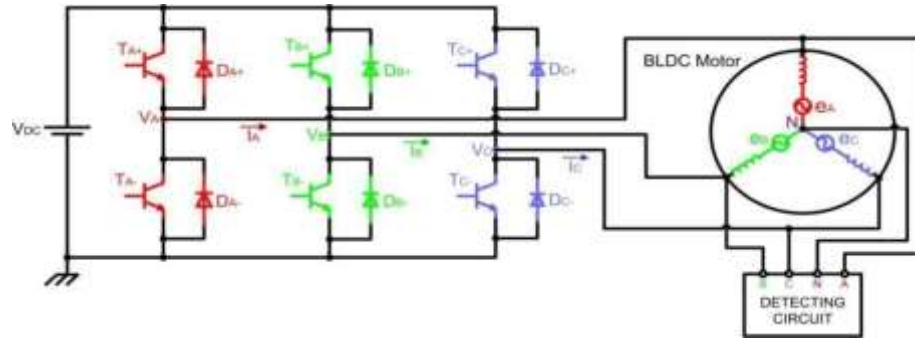 TA+
DA+
TB+
DB+
TC+
DC+
BLDC Motor
VDC
VA
IA
VB
IB
VC
IC
eA
N
eB
eC
TA-
DA-
TB-
DB-
TC-
DC-
B C N A
DETECTING
CIRCUIT